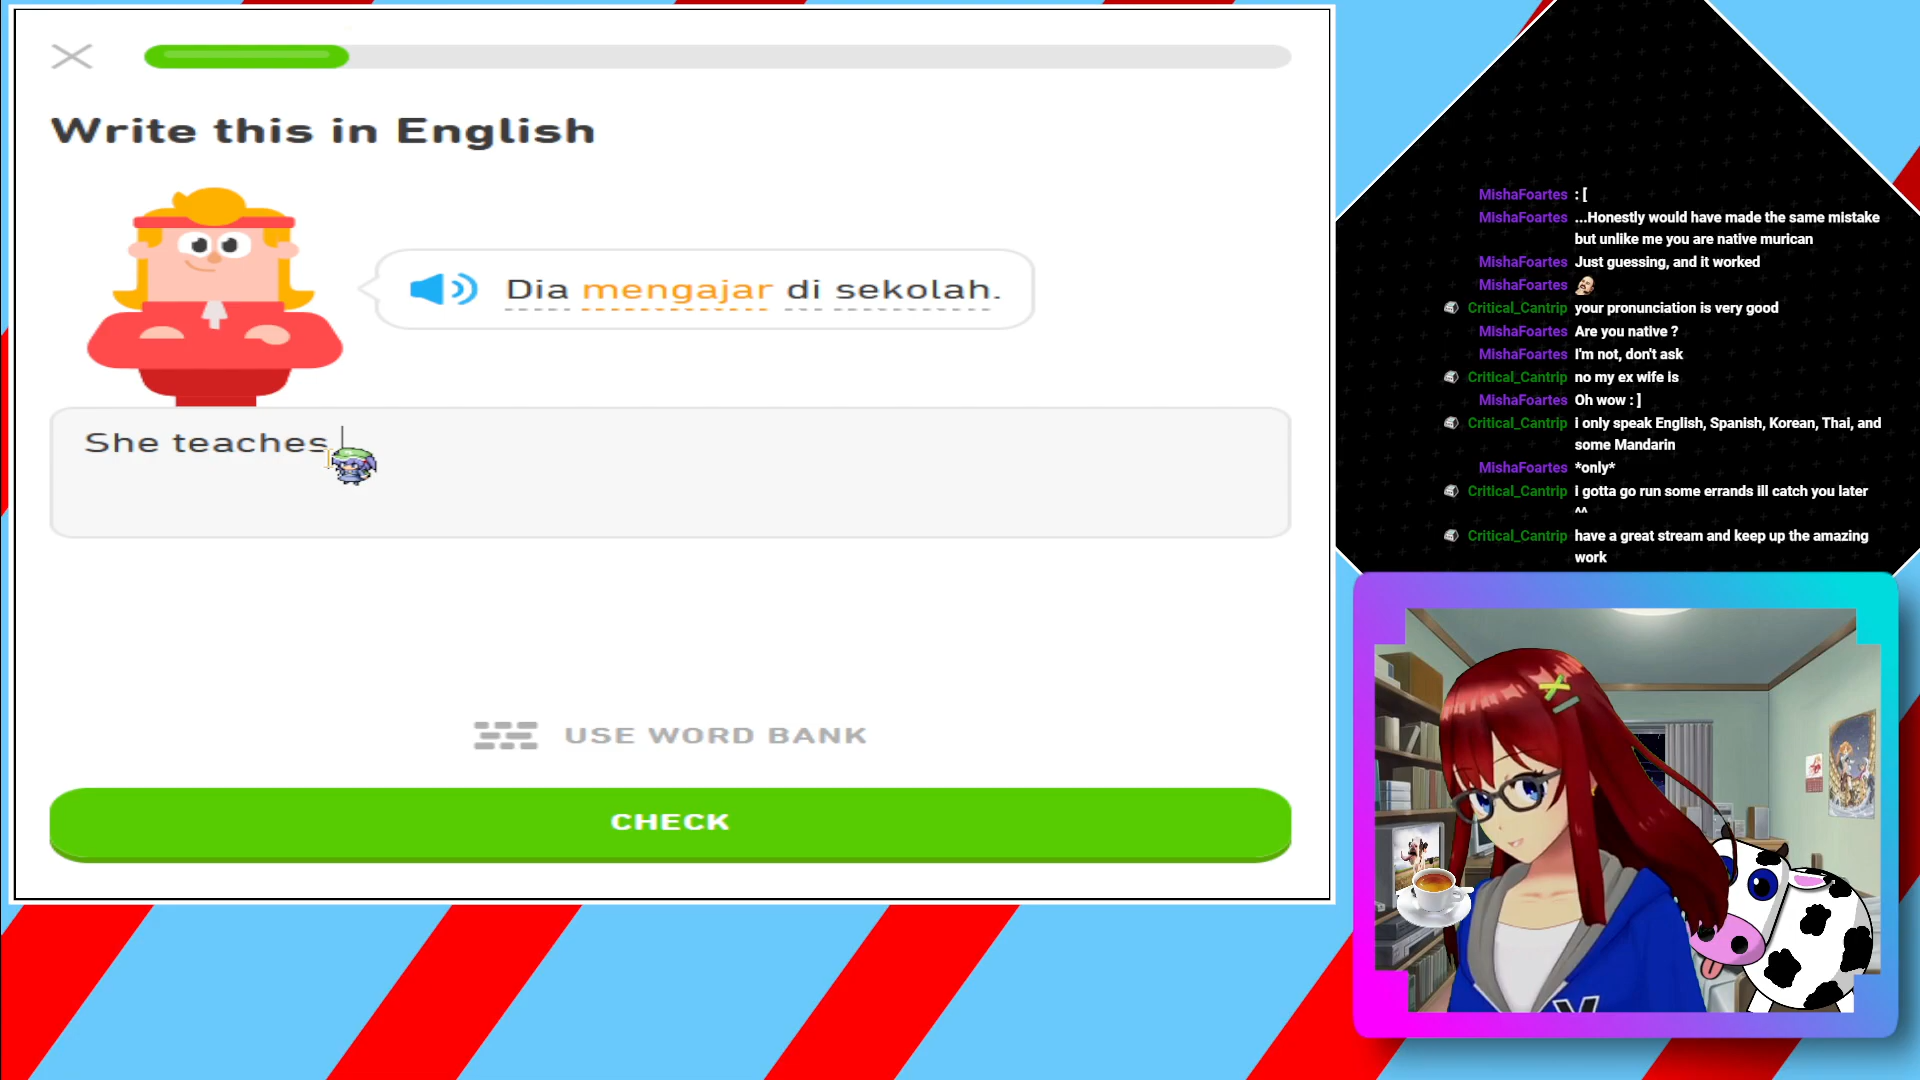 Write this in English
Dia mengajar di sekolah.
She teaches
USE WORD BANK
CHECK
MishaFoartes : [
MishaFoartes ...Honestly would have made the same mistake
but unlike me you are native murican
MishaFoartes Just guessing, and it worked
MishaFoartes
Critical_Cantrip your pronunciation is very good
MishaFoartes Are you native ?
MishaFoartes I'm not, don't ask
Critical_Cantrip no my ex wife is
MishaFoartes Oh wow : ]
Critical_Cantrip i only speak English, Spanish, Korean, Thai, and
some Mandarin
MishaFoartes *only*
Critical_Cantrip i gotta go run some errands ill catch you later
^^
Critical_Cantrip have a great stream and keep up the amazing
work